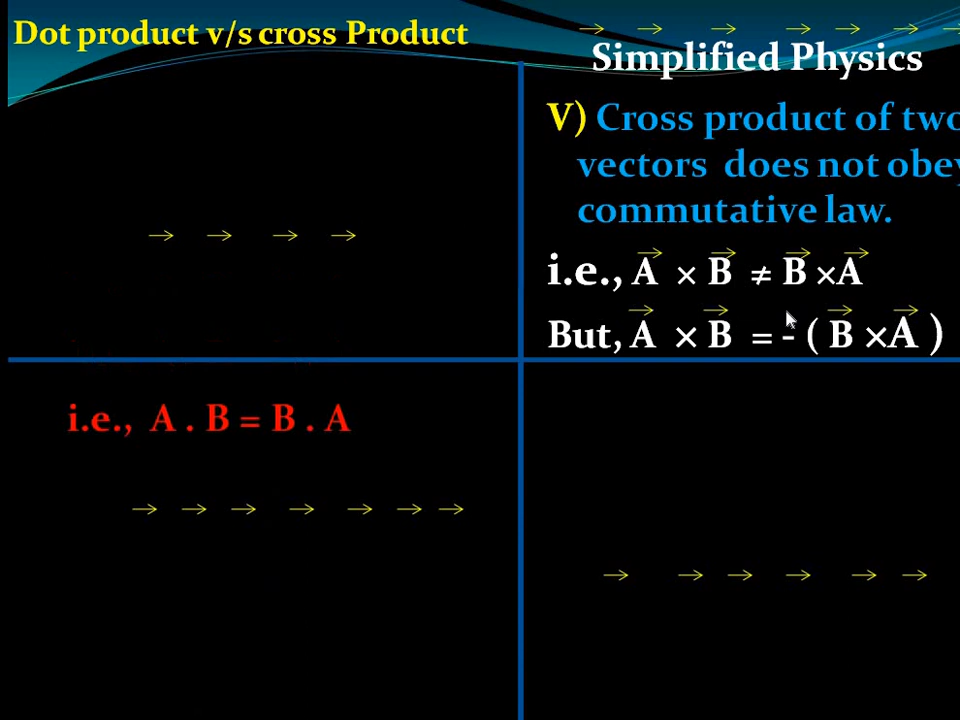 Dot product v/s cross Product
Simplified Physics
V) Cross product of two
vectors does not obey
commutative law.
i.e., A × B ≠ B ×A
But, A × B = - ( B ×A )
i.e., A . B = B . A